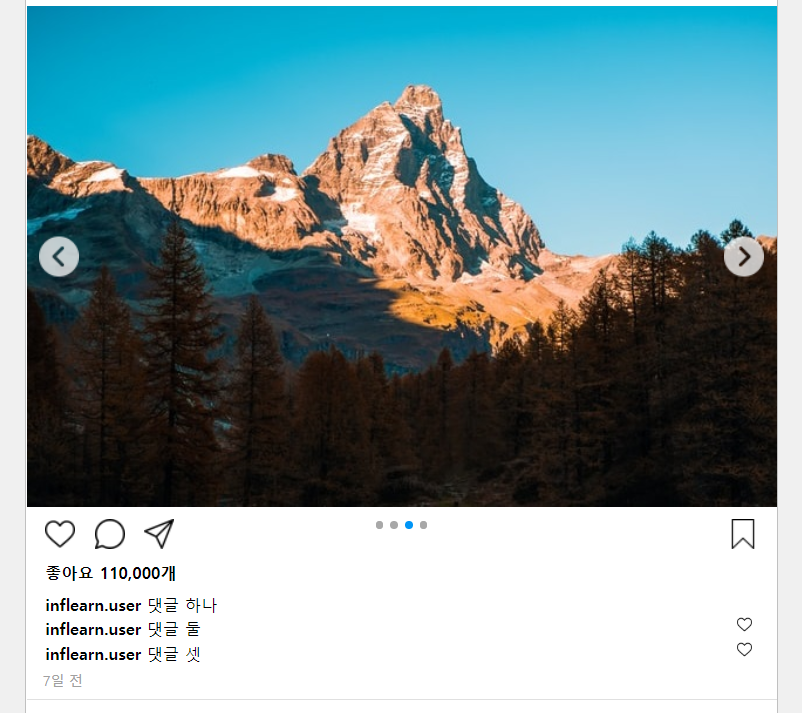 좋아요 110,000개
inflearn.user 댓글 하나
inflearn.user 댓글 둘
inflearn.user 댓글 셋
7일 전